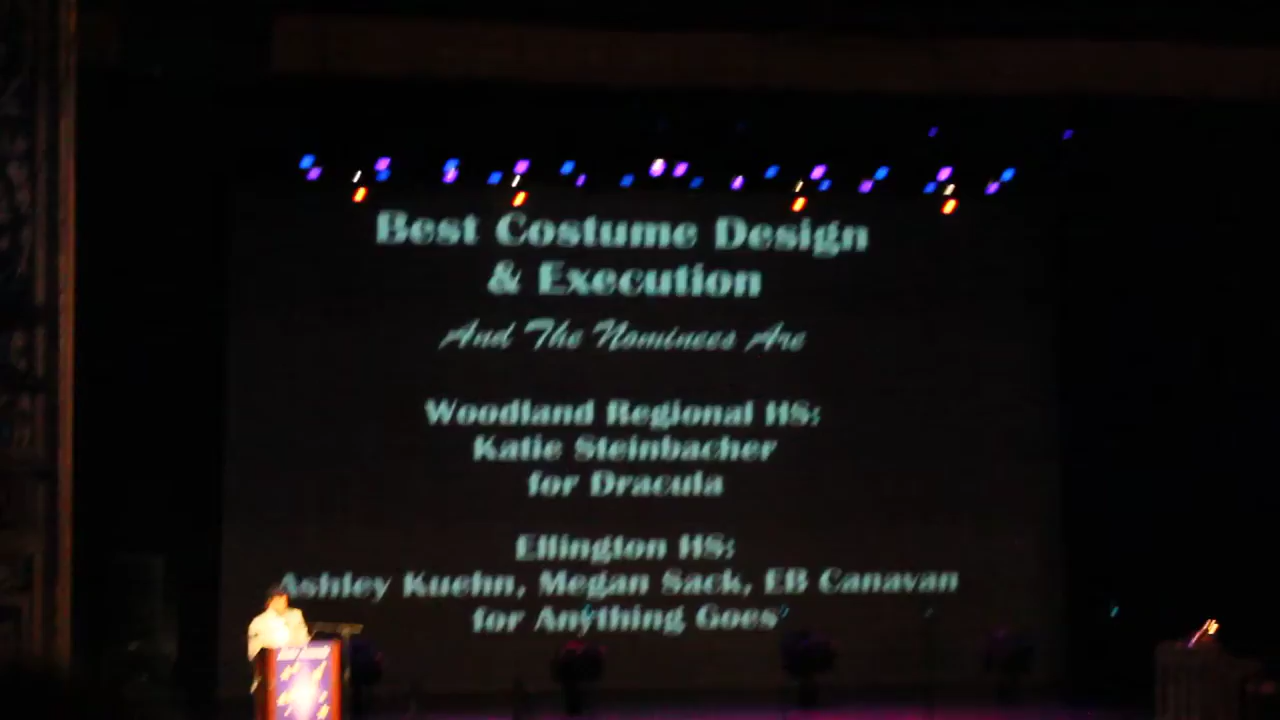 Best Costume Design
& Execution
And The Nominees Are
Woodland Regional HS:
Katie Steinbacher
for Dracula
Ellington HS:
Ashley Kuehn, Megan Sack, EB Canavan
for Anything Goes